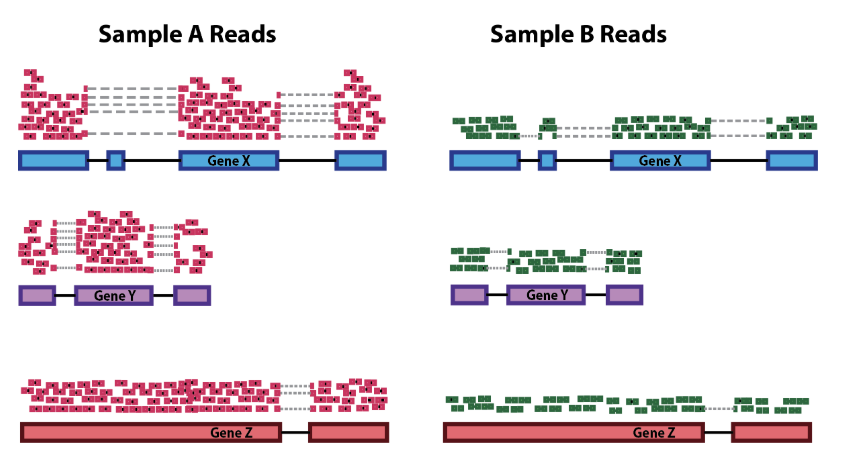 Sample A Reads
Sample B Reads
Gene X
Gene X
Gene Y
Gene Y
Gene Z
Gene Z